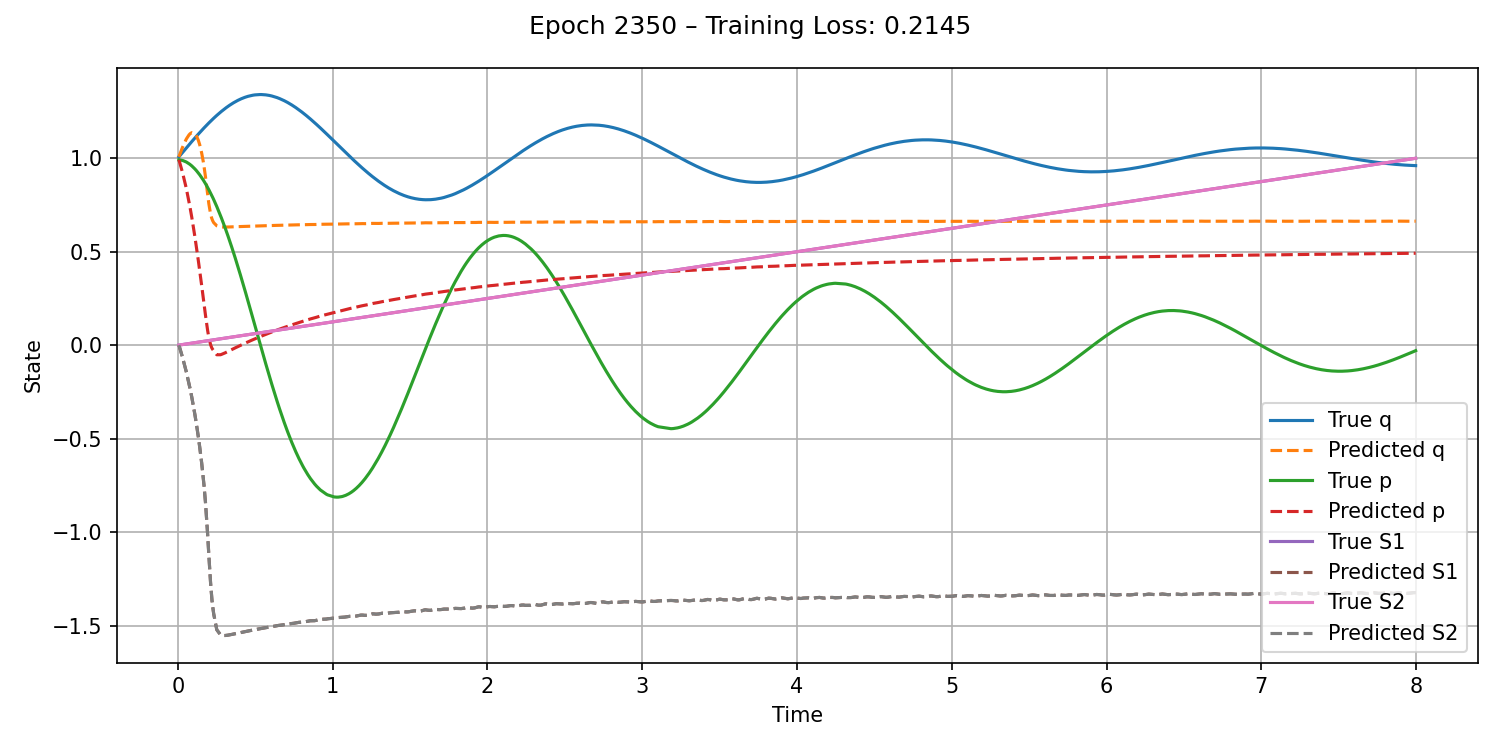 Epoch 2350 – Training Loss: 0.2145
State
1.0
0.5
0.0
−0.5
−1.0
−1.5
0 1 2 3 4 5 6 7 8
Time
True q
Predicted q
True p
Predicted p
True S1
Predicted S1
True S2
Predicted S2